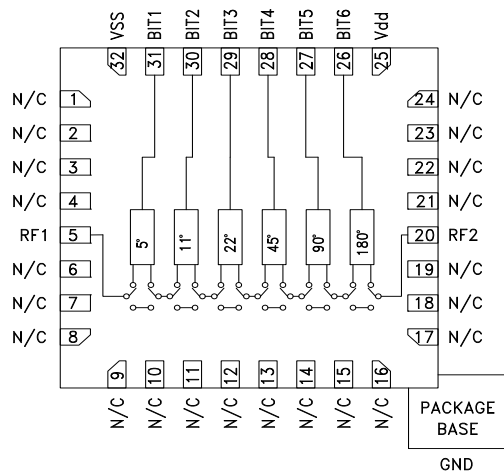 VSS BIT1 BIT2 BIT3 BIT4 BIT5 BIT6 Vdd
32 31 30 29 28 27 26 25
N/C 1 24 N/C
N/C 2 23 N/C
N/C 3 22 N/C
N/C 4 21 N/C
RF1 5 20 RF2
5° 11° 22° 45° 90° 180°
N/C 6 19 N/C
N/C 7 18 N/C
N/C 8 17 N/C
9 10 11 12 13 14 15 16
N/C N/C N/C N/C N/C N/C N/C N/C
PACKAGE
BASE
GND